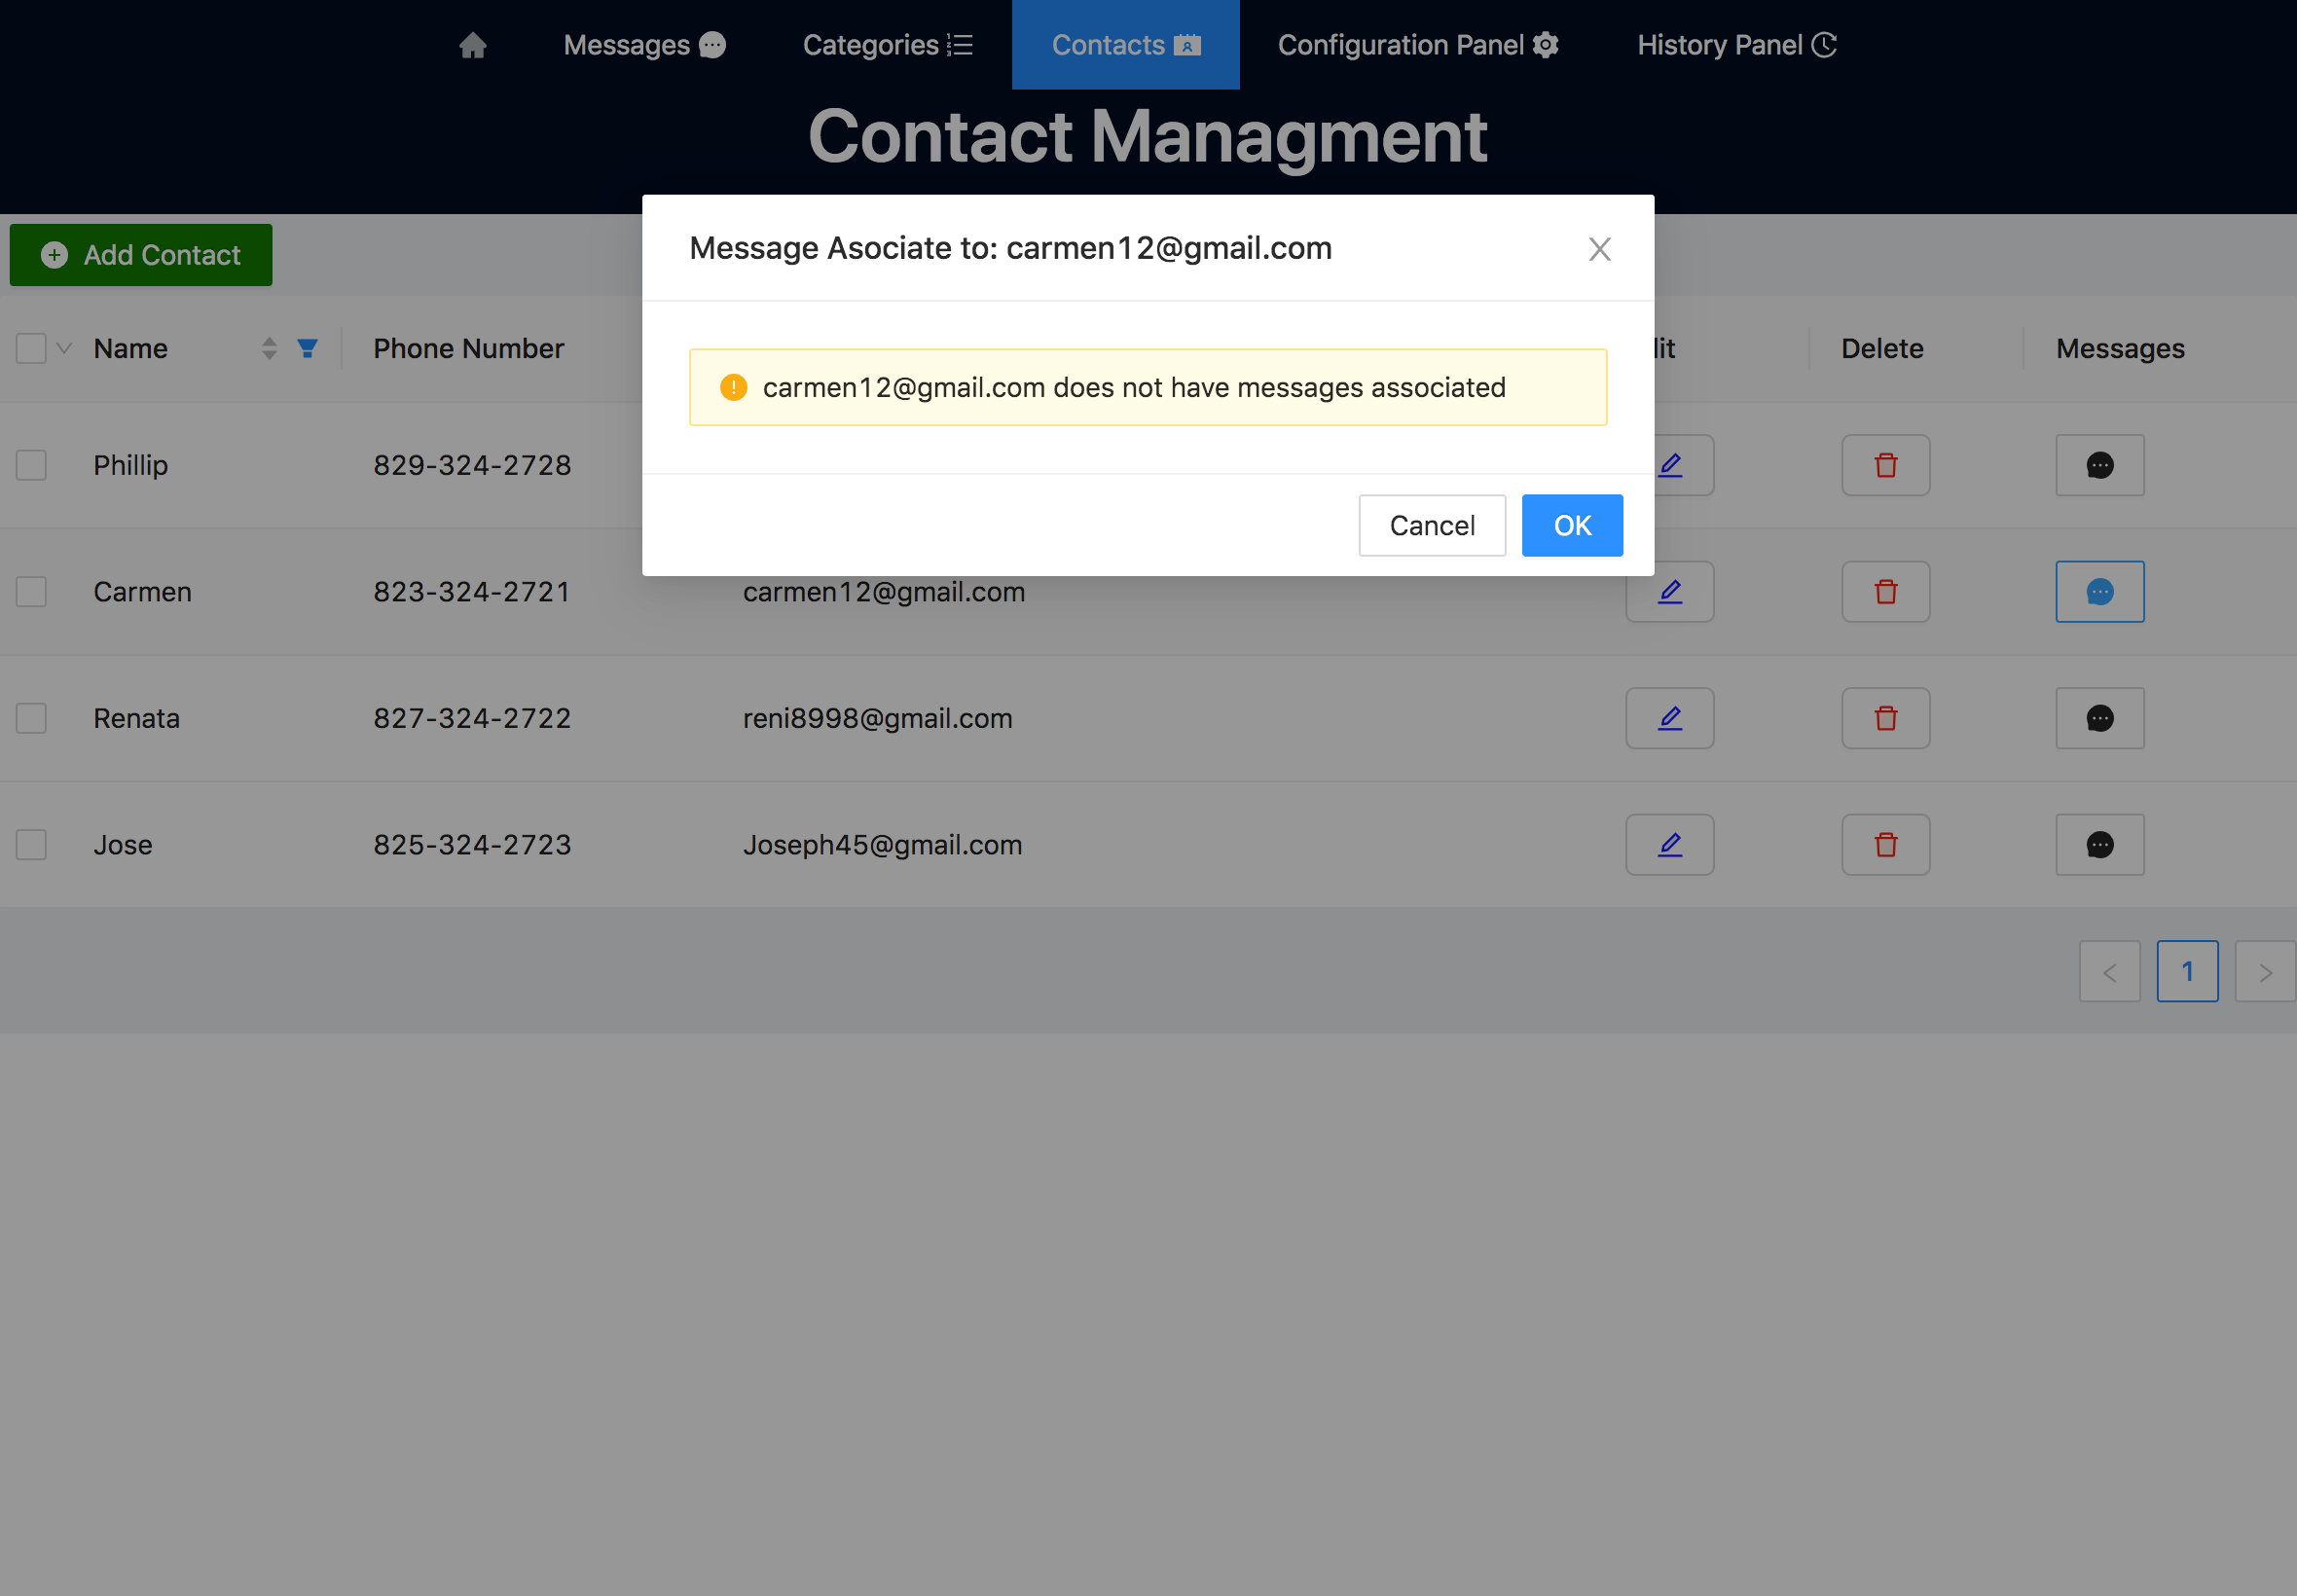 Messages Categories Contacts Configuration Panel History Panel
Contact Managment
Add Contact
Message Asociate to: carmen12@gmail.com
carmen12@gmail.com does not have messages associated
Cancel OK
Name Phone Number Delete Messages
Phillip 829-324-2728
Carmen 823-324-2721 carmen12@gmail.com
Renata 827-324-2722 reni8998@gmail.com
Jose 825-324-2723 Joseph45@gmail.com
1